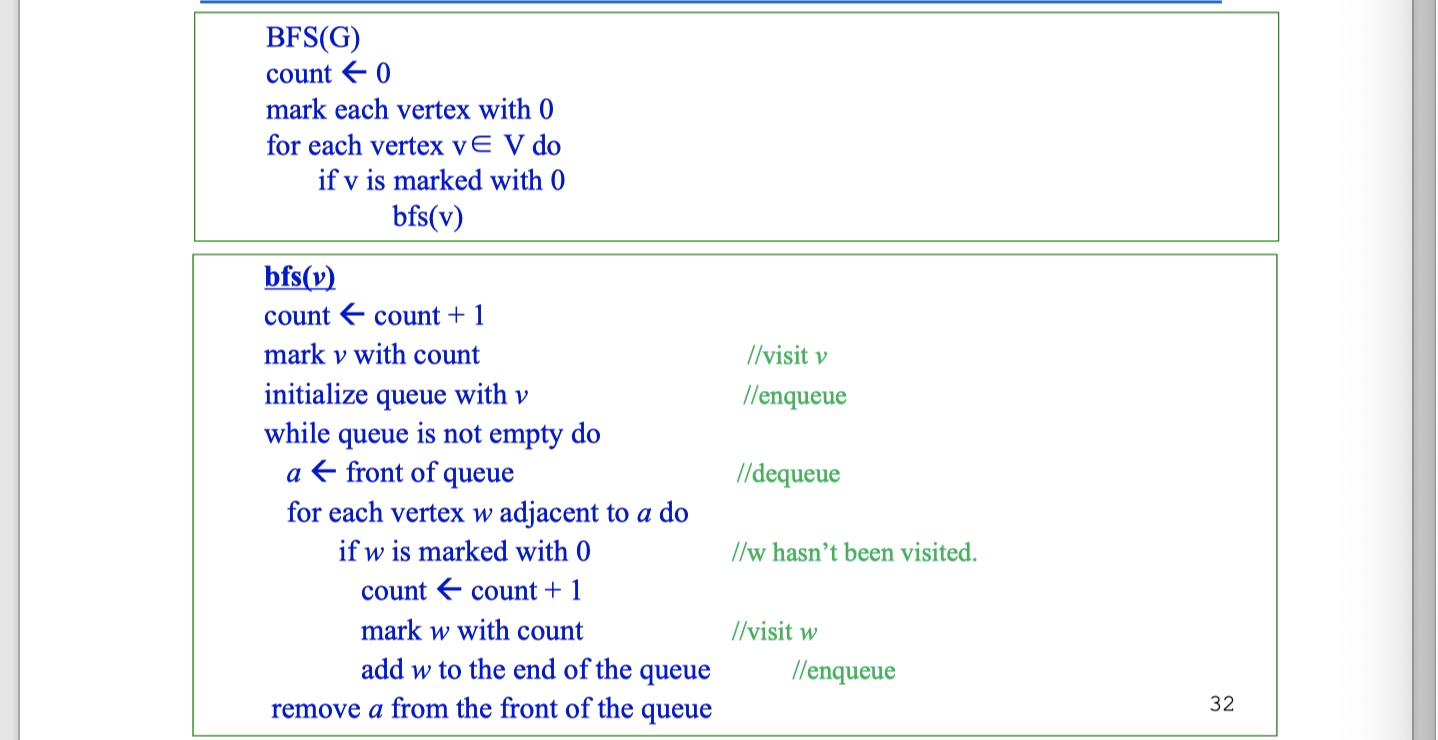 BFS(G)
count ← 0
mark each vertex with 0
for each vertex v∈ V do
if v is marked with 0
bfs(v)
bfs(v)
count ← count + 1
mark v with count //visit v
initialize queue with v //enqueue
while queue is not empty do
a ← front of queue //dequeue
for each vertex w adjacent to a do
if w is marked with 0 //w hasn’t been visited.
count ← count + 1
mark w with count //visit w
add w to the end of the queue //enqueue
remove a from the front of the queue
32